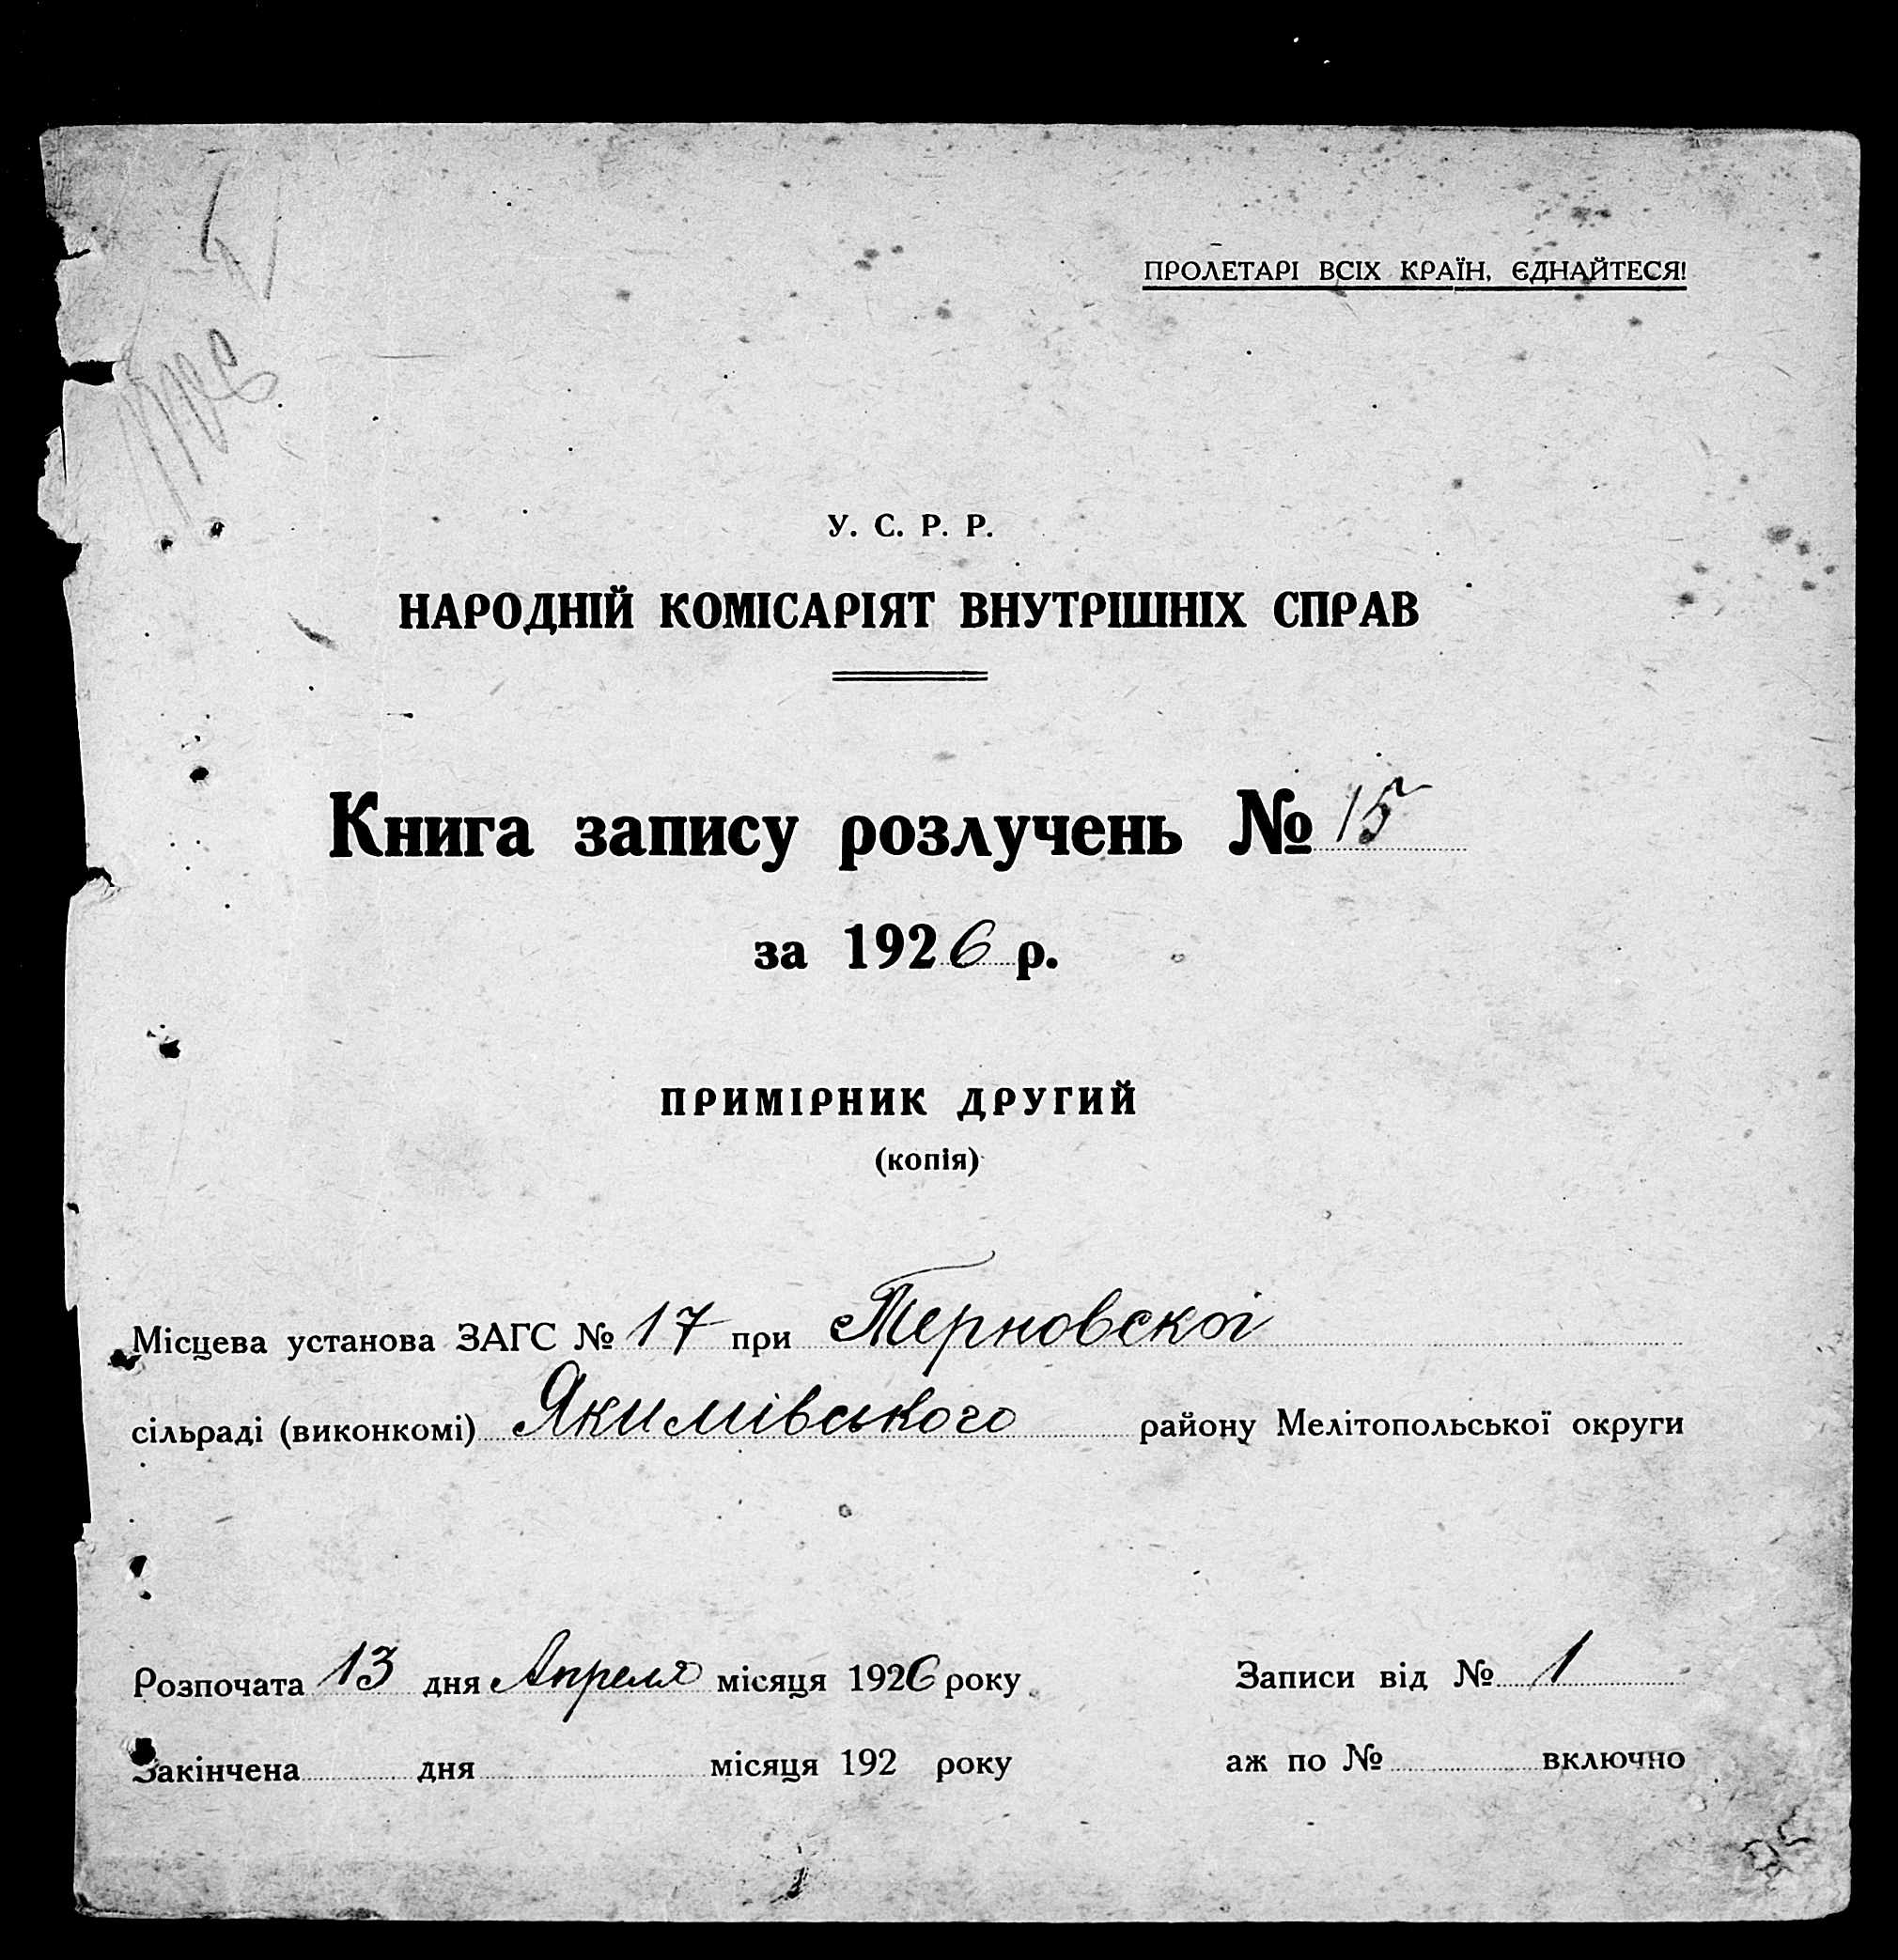 ПРОЛЕТАРІ ВСІХ КРАЇН, ЄДНАЙТЕСЯ!
У. С. Р. Р.
НАРОДНІЙ КОМІСАРІЯТ ВНУТРІШНІХ СПРАВ
Книга запису розлучень № 15
за 1926 р.
ПРИМІРНИК ДРУГИЙ
(копія)
Місцева установа ЗАГС № 17 при Терновскої
сільраді (виконкомі) Якимівського району Мелітопольської округи
Розпочата 13 дня Апреля місяця 1926 року Записи від № 1
Закінчена дня місяця 192 року аж по № включно